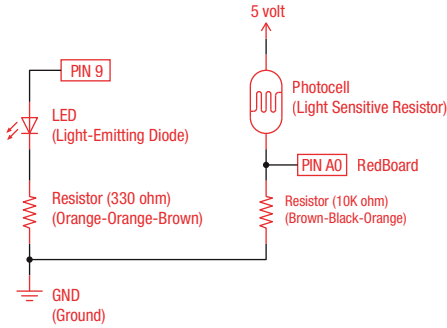 5 volt
PIN 9
Photocell
(Light Sensitive Resistor)
LED
(Light-Emitting Diode)
PIN A0 RedBoard
Resistor (330 ohm)
(Orange-Orange-Brown)
Resistor (10K ohm)
(Brown-Black-Orange)
GND
(Ground)